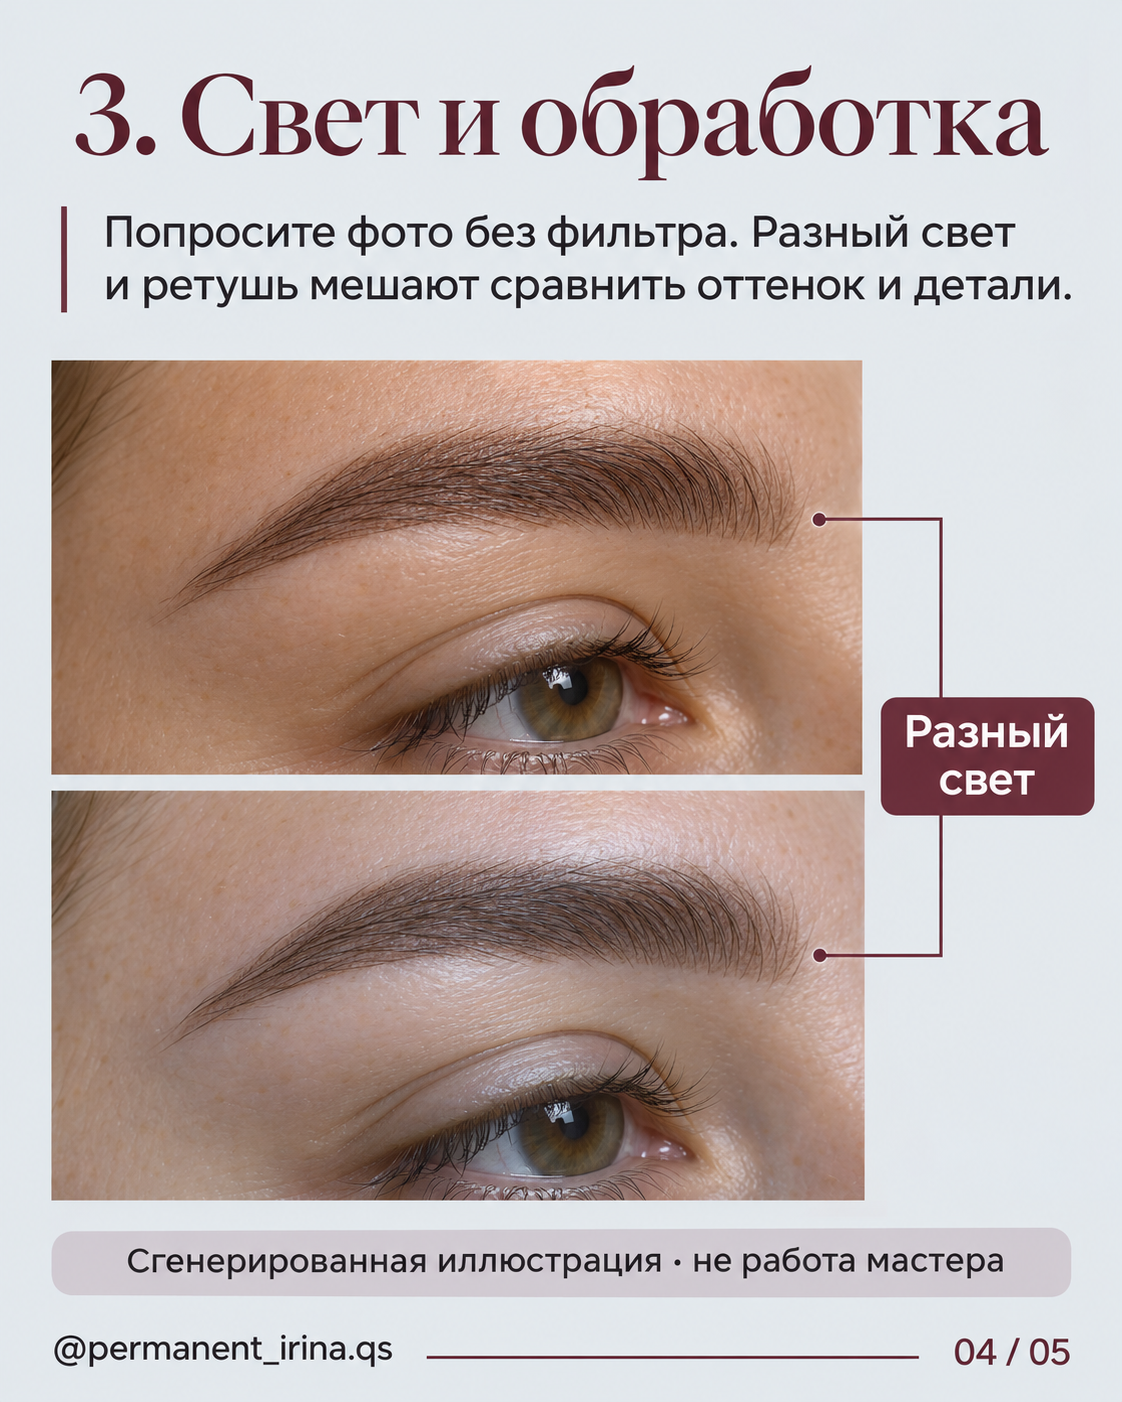 3. Свет и обработка
Попросите фото без фильтра. Разный свет
и ретушь мешают сравнить оттенок и детали.
Разный
свет
Сгенерированная иллюстрация • не работа мастера
@permanent_irina.qs
04 / 05